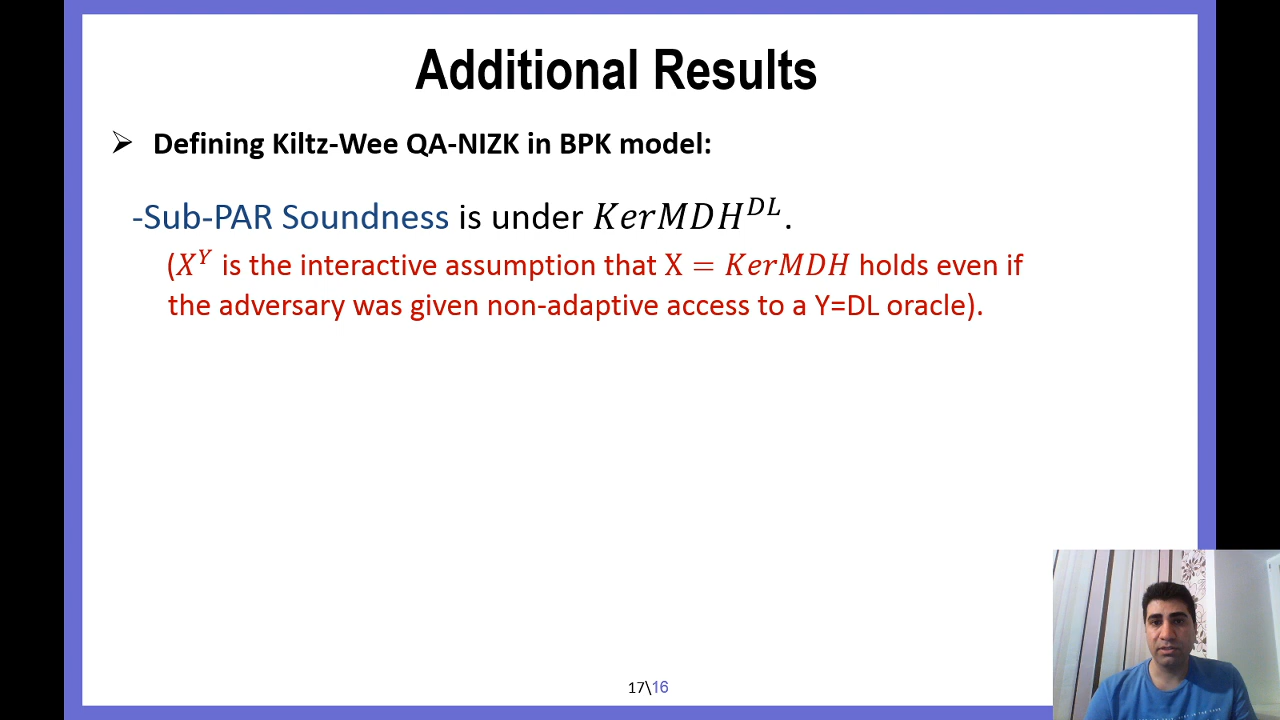 Additional Results
➢ Defining Kiltz-Wee QA-NIZK in BPK model:
-Sub-PAR Soundness is under KerMDH^{DL}.
(X^{Y} is the interactive assumption that X = KerMDH holds even if
the adversary was given non-adaptive access to a Y=DL oracle).
17\16